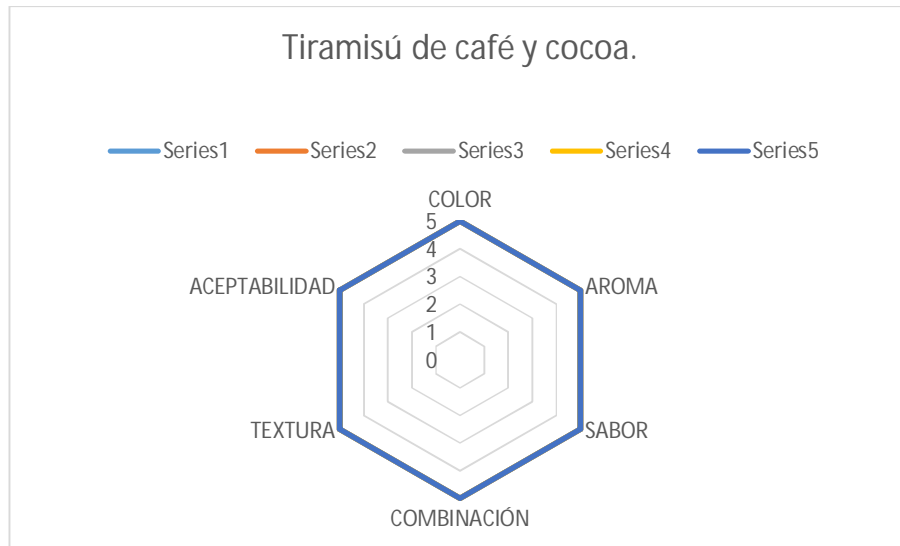 Tiramisú de café y cocoa.
Series1 Series2 Series3 Series4 Series5
COLOR
5
4
3
2
1
0
ACEPTABILIDAD
AROMA
TEXTURA
SABOR
COMBINACIÓN